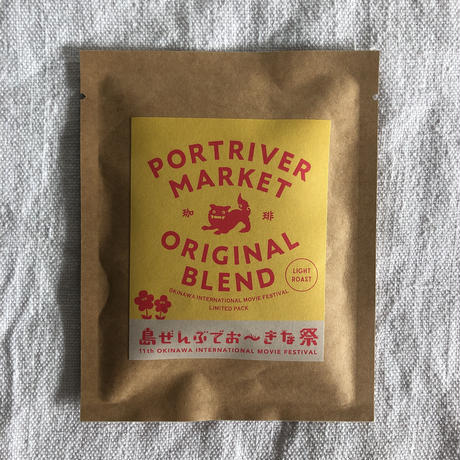 PORTRIVER
MARKET
珈 琲
ORIGINAL
BLEND
LIGHT
ROAST
OKINAWA INTERNATIONAL MOVIE FESTIVAL
LIMITED PACK
島ぜんぶでお〜きな祭
11th OKINAWA INTERNATIONAL MOVIE FESTIVAL